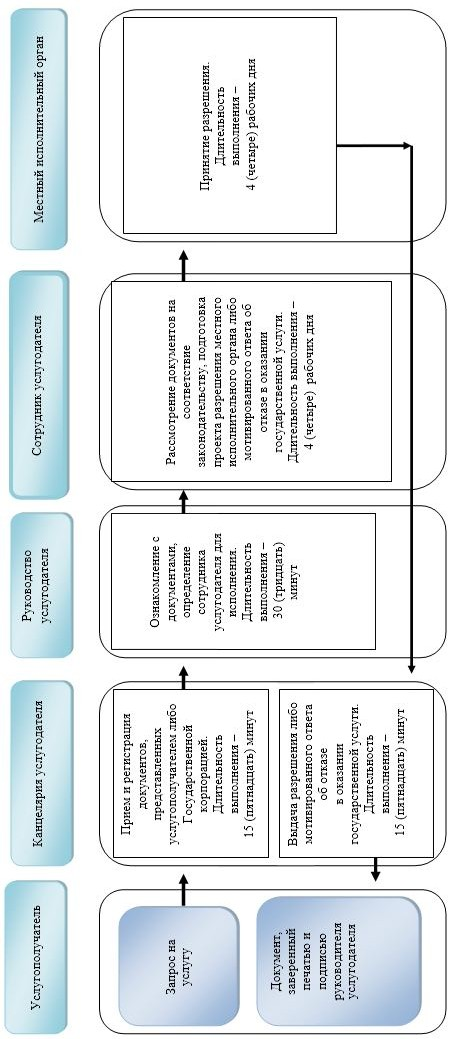 Услугополучатель
Канцелярия услугодателя
Руководство
услугодателя
Сотрудник услугодателя
Местный исполнительный орган
Запрос на
услугу
Документ,
заверенный
печатью и
подписью
руководителя
услугодателя
Прием и регистрация
документов,
представленных
услугополучателем либо
Государственной
корпорацией.
Длительность
выполнения –
15 (пятнадцать) минут
Выдача разрешения либо
мотивированного ответа
об отказе
в оказании
государственной услуги.
Длительность
выполнения –
15 (пятнадцать) минут
Ознакомление с
документами,
определение
сотрудника
услугодателя для
исполнения.
Длительность
выполнения –
30 (тридцать)
минут
Рассмотрение документов на
соответствие
законодательству, подготовка
проекта разрешения местного
исполнительного органа либо
мотивированного ответа об
отказе в оказании
государственной услуги.
Длительность выполнения –
4 (четыре) рабочих дня
Принятие разрешения.
Длительность
выполнения –
4 (четыре) рабочих дня